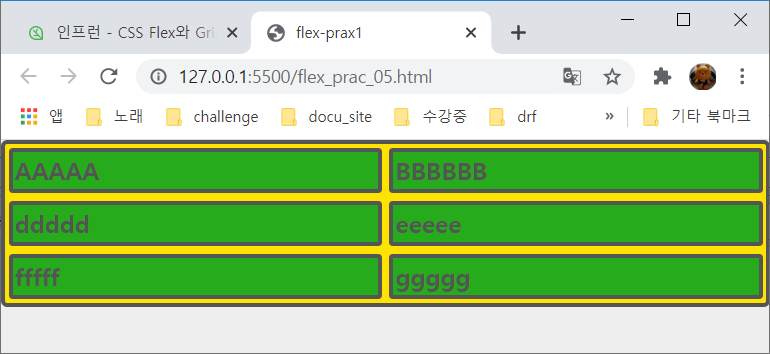 인프런 - CSS Flex와 Gri
flex-prax1
127.0.0.1:5500/flex_prac_05.html
앱 노래 challenge docu_site 수강중 drf » 기타 북마크
AAAAA BBBBBB
ddddd eeeee
fffff ggggg